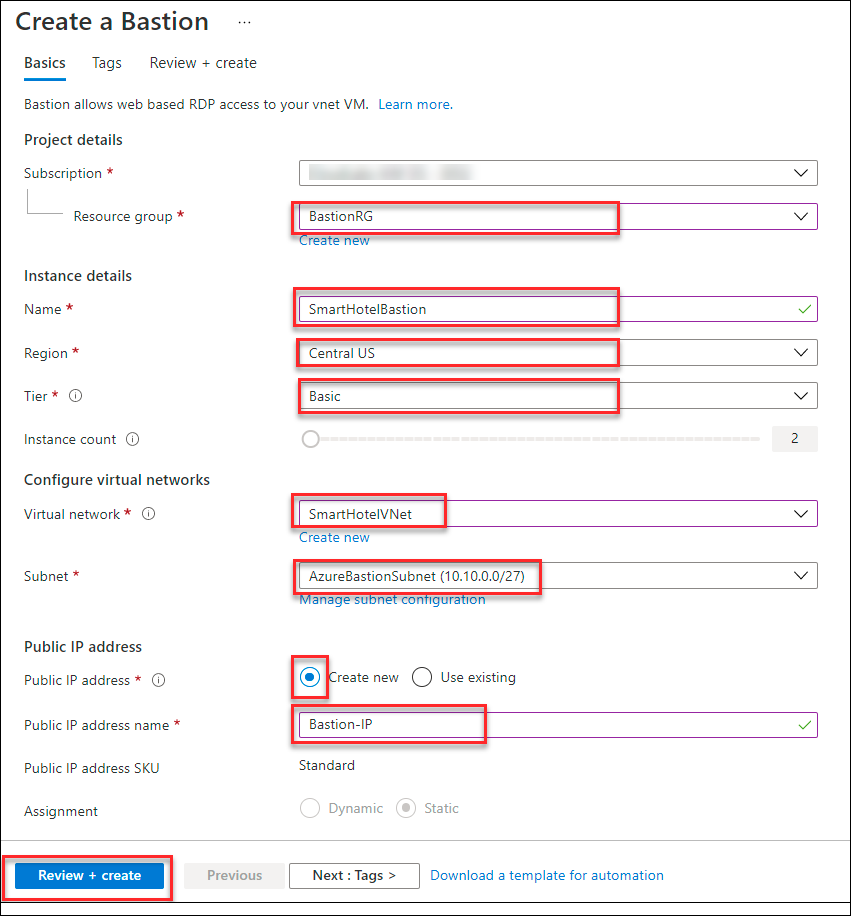 Create a Bastion ...
Basics Tags Review + create
Bastion allows web based RDP access to your vnet VM. Learn more.
Project details
Subscription *
Resource group * BastionRG
Create new
Instance details
Name * SmartHotelBastion
Region * Central US
Tier * Basic
Instance count 2
Configure virtual networks
Virtual network * SmartHotelVNet
Create new
Subnet * AzureBastionSubnet (10.10.0.0/27)
Manage subnet configuration
Public IP address
Public IP address * Create new Use existing
Public IP address name * Bastion-IP
Public IP address SKU Standard
Assignment Dynamic Static
Review + create Previous Next : Tags > Download a template for automation